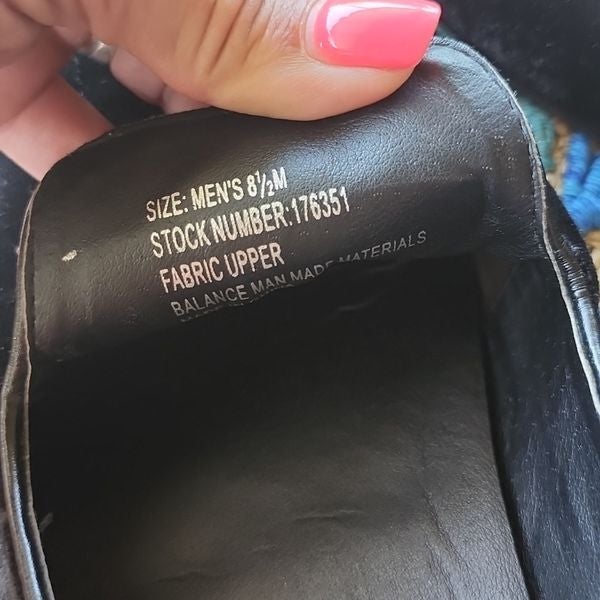 SIZE: MEN'S 8½M
STOCK NUMBER:176351
FABRIC UPPER
BALANCE MAN MADE MATERIALS